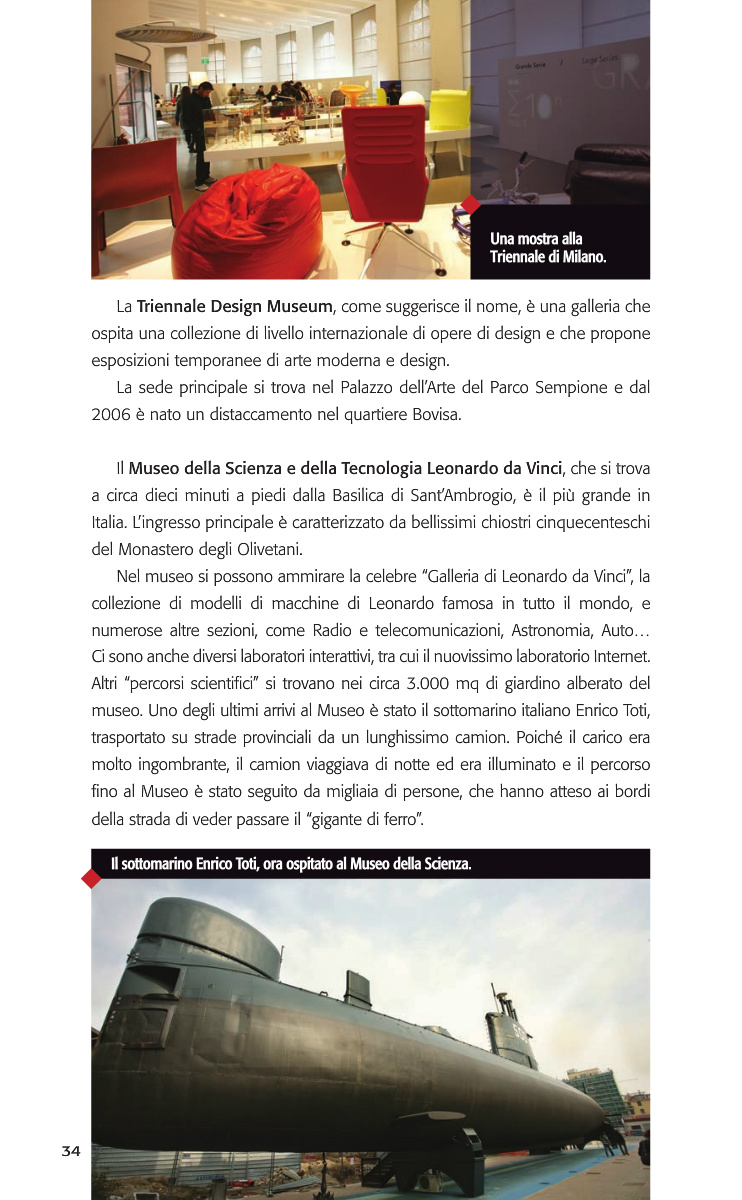 Grande Serie
Large Series
Una mostra alla
Triennale di Milano.
La Triennale Design Museum, come suggerisce il nome, è una galleria che
ospita una collezione di livello internazionale di opere di design e che propone
esposizioni temporanee di arte moderna e design.
La sede principale si trova nel Palazzo dell’Arte del Parco Sempione e dal
2006 è nato un distaccamento nel quartiere Bovisa.
Il Museo della Scienza e della Tecnologia Leonardo da Vinci, che si trova
a circa dieci minuti a piedi dalla Basilica di Sant’Ambrogio, è il più grande in
Italia. L’ingresso principale è caratterizzato da bellissimi chiostri cinquecenteschi
del Monastero degli Olivetani.
Nel museo si possono ammirare la celebre “Galleria di Leonardo da Vinci”, la
collezione di modelli di macchine di Leonardo famosa in tutto il mondo, e
numerose altre sezioni, come Radio e telecomunicazioni, Astronomia, Auto…
Ci sono anche diversi laboratori interattivi, tra cui il nuovissimo laboratorio Internet.
Altri “percorsi scientifici” si trovano nei circa 3.000 mq di giardino alberato del
museo. Uno degli ultimi arrivi al Museo è stato il sottomarino italiano Enrico Toti,
trasportato su strade provinciali da un lunghissimo camion. Poiché il carico era
molto ingombrante, il camion viaggiava di notte ed era illuminato e il percorso
fino al Museo è stato seguito da migliaia di persone, che hanno atteso ai bordi
della strada di veder passare il “gigante di ferro”.
Il sottomarino Enrico Toti, ora ospitato al Museo della Scienza.
34